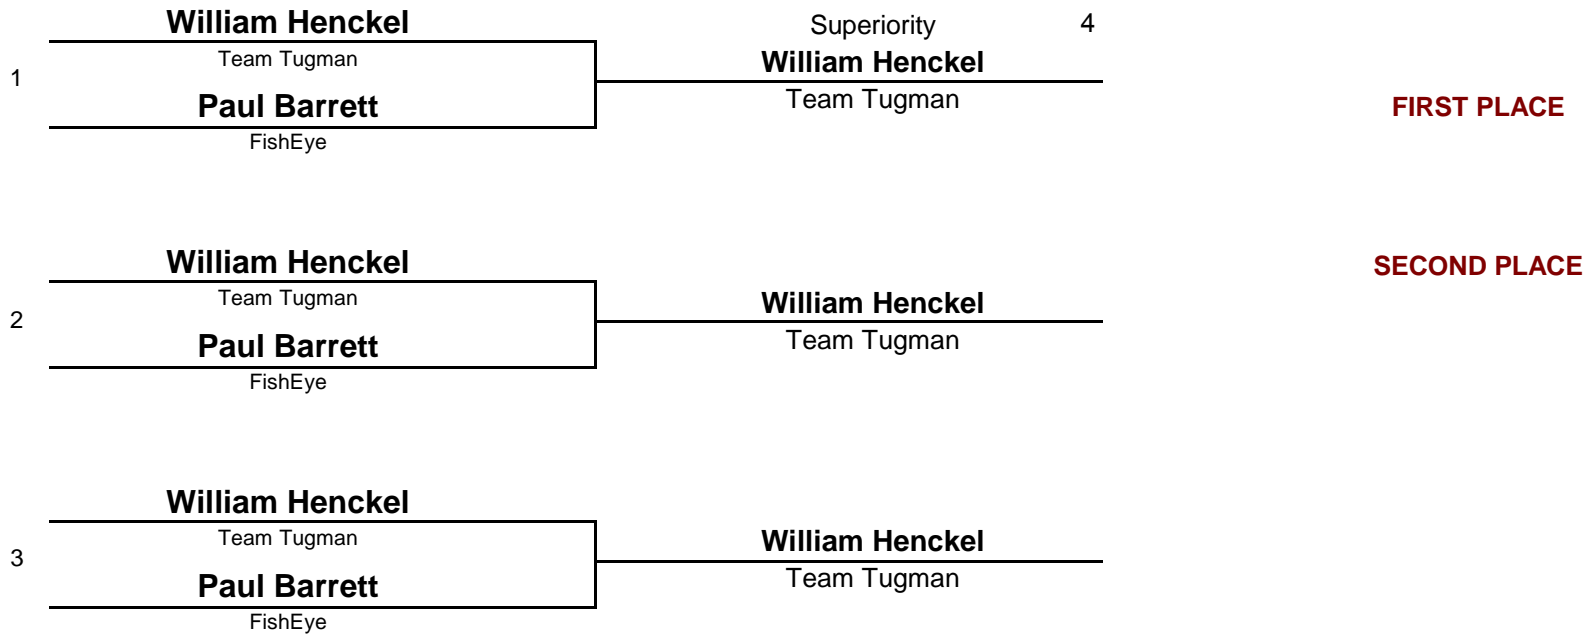 William Henckel
Superiority 4
Team Tugman
William Henckel
1
Paul Barrett
Team Tugman
FIRST PLACE
FishEye
William Henckel
SECOND PLACE
Team Tugman
William Henckel
2
Paul Barrett
Team Tugman
FishEye
William Henckel
Team Tugman
William Henckel
3
Paul Barrett
Team Tugman
FishEye